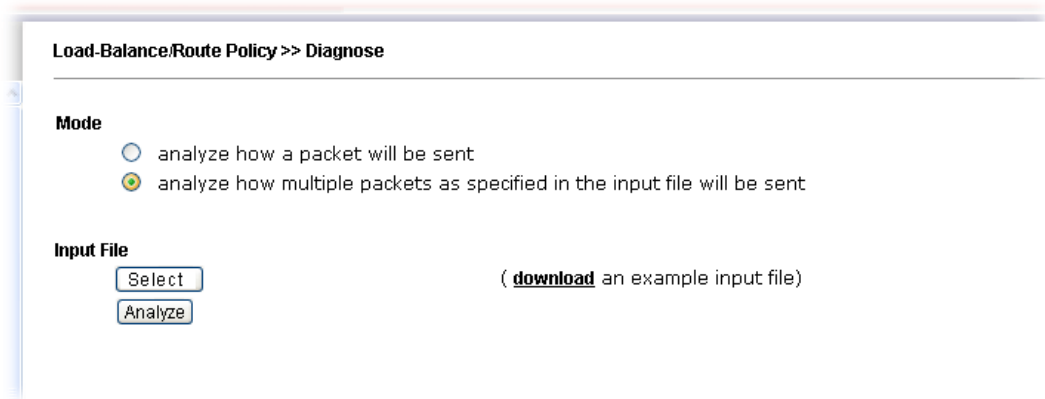 Load-Balance/Route Policy >> Diagnose
Mode
analyze how a packet will be sent
analyze how multiple packets as specified in the input file will be sent
Input File
Select
( download an example input file)
Analyze